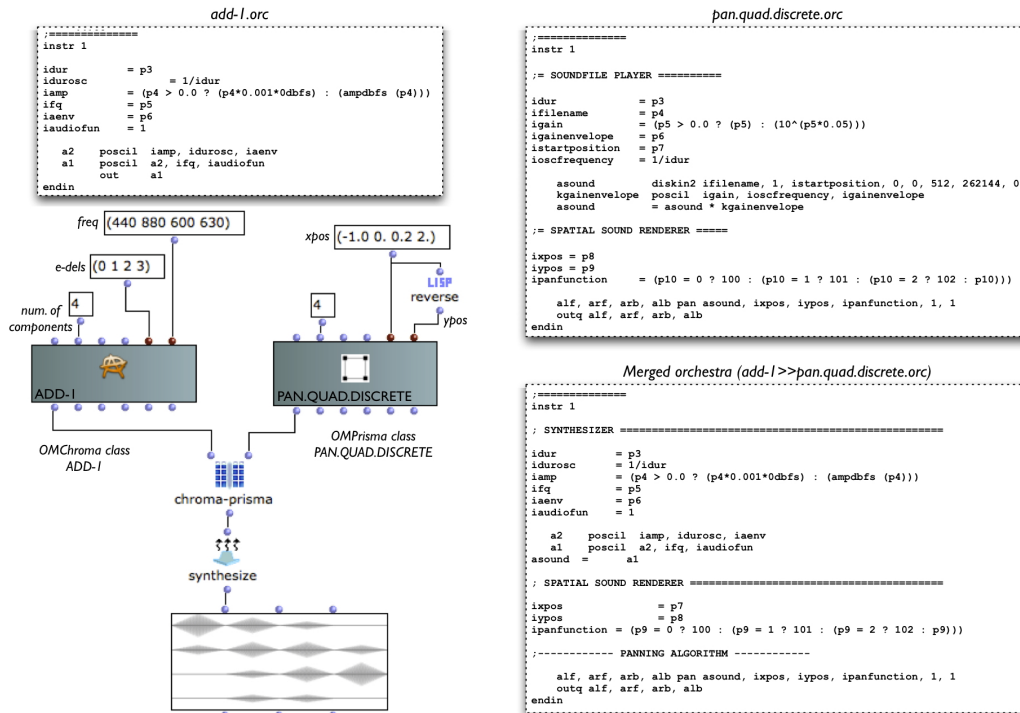 add-1.orc
;==============
instr 1
idur = p3
idurosc = 1/idur
iamp = (p4 > 0.0 ? (p4*0.001*0dbfs) : (ampdbfs (p4)))
ifq = p5
iaenv = p6
iaudiofun = 1
a2 poscil iamp, idurosc, iaenv
a1 poscil a2, ifq, iaudiofun
out a1
endin
freq (440 880 600 630)
e-dels (0 1 2 3)
num. of
components
4
ADD-1
OMChroma class
ADD-1
xpos (-1.0 0. 0.2 2.)
LISP
reverse
ypos
4
PAN.QUAD.DISCRETE
OMPrisma class
PAN.QUAD.DISCRETE
chroma-prisma
synthesize
pan.quad.discrete.orc
;==============
instr 1
;= SOUNDFILE PLAYER ==========
idur = p3
ifilename = p4
igain = (p5 > 0.0 ? (p5) : (10^(p5*0.05)))
igainenvelope = p6
istartposition = p7
ioscfrequency = 1/idur
asound diskin2 ifilename, 1, istartposition, 0, 0, 512, 262144, 0
kgainenvelope poscil igain, ioscfrequency, igainenvelope
asound = asound * kgainenvelope
;= SPATIAL SOUND RENDERER =====
ixpos = p8
iypos = p9
ipanfunction = (p10 = 0 ? 100 : (p10 = 1 ? 101 : (p10 = 2 ? 102 : p10)))
alf, arf, arb, alb pan asound, ixpos, iypos, ipanfunction, 1, 1
outq alf, arf, arb, alb
endin
Merged orchestra (add-1>>pan.quad.discrete.orc)
;==============
instr 1
; SYNTHESIZER ==================================================
idur = p3
idurosc = 1/idur
iamp = (p4 > 0.0 ? (p4*0.001*0dbfs) : (ampdbfs (p4)))
ifq = p5
iaenv = p6
iaudiofun = 1
a2 poscil iamp, idurosc, iaenv
a1 poscil a2, ifq, iaudiofun
asound = a1
; SPATIAL SOUND RENDERER =======================================
ixpos = p7
iypos = p8
ipanfunction = (p9 = 0 ? 100 : (p9 = 1 ? 101 : (p9 = 2 ? 102 : p9)))
;------------ PANNING ALGORITHM ------------
alf, arf, arb, alb pan asound, ixpos, iypos, ipanfunction, 1, 1
outq alf, arf, arb, alb
endin